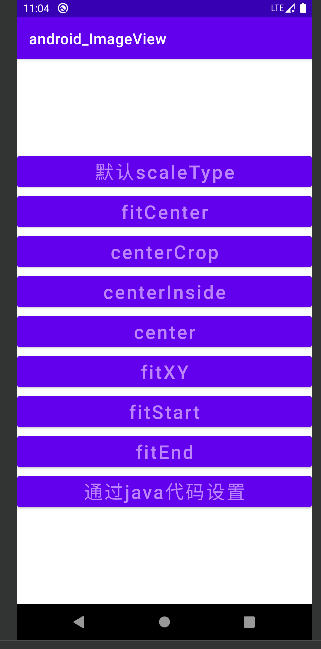 11:04 LTE
android_ImageView
默认scaleType
fitCenter
centerCrop
centerInside
center
fitXY
fitStart
fitEnd
通过java代码设置